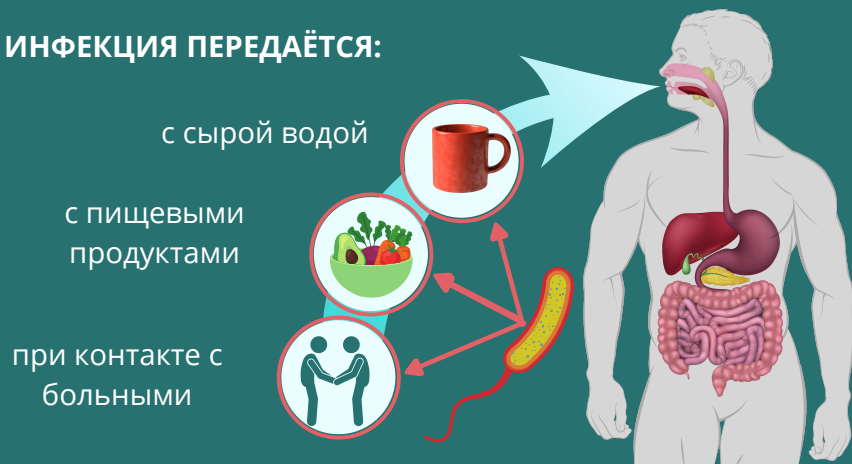 ИНФЕКЦИЯ ПЕРЕДАЁТСЯ:
с сырой водой
с пищевыми
продуктами
при контакте с
больными